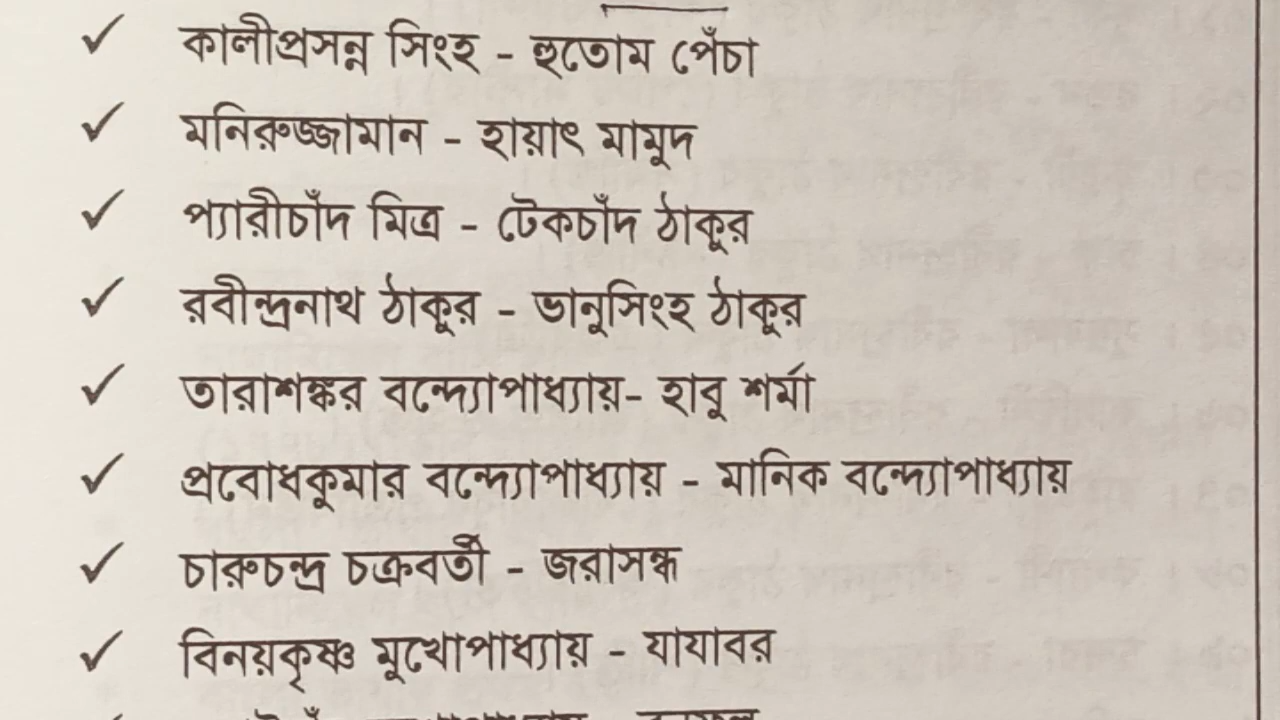 কালীপ্রসন্ন সিংহ - হুতোম পেঁচা
মনিরুজ্জামান - হায়াৎ মামুদ
প্যারীচাঁদ মিত্র - টেকচাঁদ ঠাকুর
রবীন্দ্রনাথ ঠাকুর - ভানুসিংহ ঠাকুর
তারাশঙ্কর বন্দ্যোপাধ্যায়- হাবু শর্মা
প্রবোধকুমার বন্দ্যোপাধ্যায় - মানিক বন্দ্যোপাধ্যায়
চারুচন্দ্র চক্রবর্তী - জরাসন্ধ
বিনয়কৃষ্ণ মুখোপাধ্যায় - যাযাবর